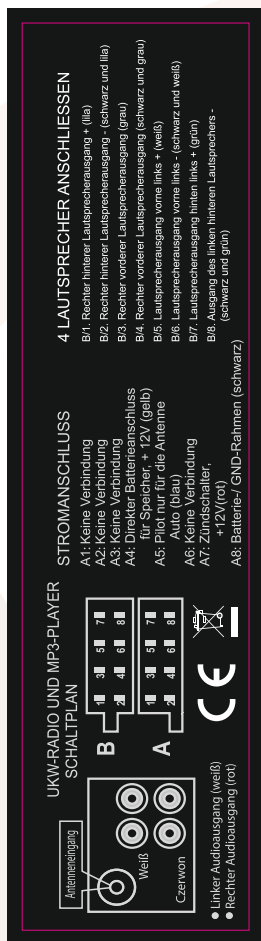 UKW-RADIO UND MP3-PLAYER
SCHALTPLAN
Antenneneingang
Weiß
Czerwon
B
1 3 5 7
2 4 6 8
A
1 3 5 7
2 4 6 8
CE
● Linker Audioausgang (weiß)
● Rechter Audioausgang (rot)
STROMANSCHLUSS
A1: Keine Verbindung
A2: Keine Verbindung
A3: Keine Verbindung
A4: Direkter Batterieanschluss
für Speicher, + 12V (gelb)
A5: Pilot nur für die Antenne
Auto (blau)
A6: Keine Verbindung
A7: Zündschalter,
+12V(rot)
A8: Batterie-/ GND-Rahmen (schwarz)
4 LAUTSPRECHER ANSCHLIESSEN
B/1. Rechter hinterer Lautsprecherausgang + (lila)
B/2. Rechter hinterer Lautsprecherausgang - (schwarz und lila)
B/3. Rechter vorderer Lautsprecherausgang (grau)
B/4. Rechter vorderer Lautsprecherausgang (schwarz und grau)
B/5. Lautsprecherausgang vorne links + (weiß)
B/6. Lautsprecherausgang vorne links - (schwarz und weiß)
B/7. Lautsprecherausgang hinten links + (grün)
B/8. Ausgang des linken hinteren Lautsprechers -
(schwarz und grün)